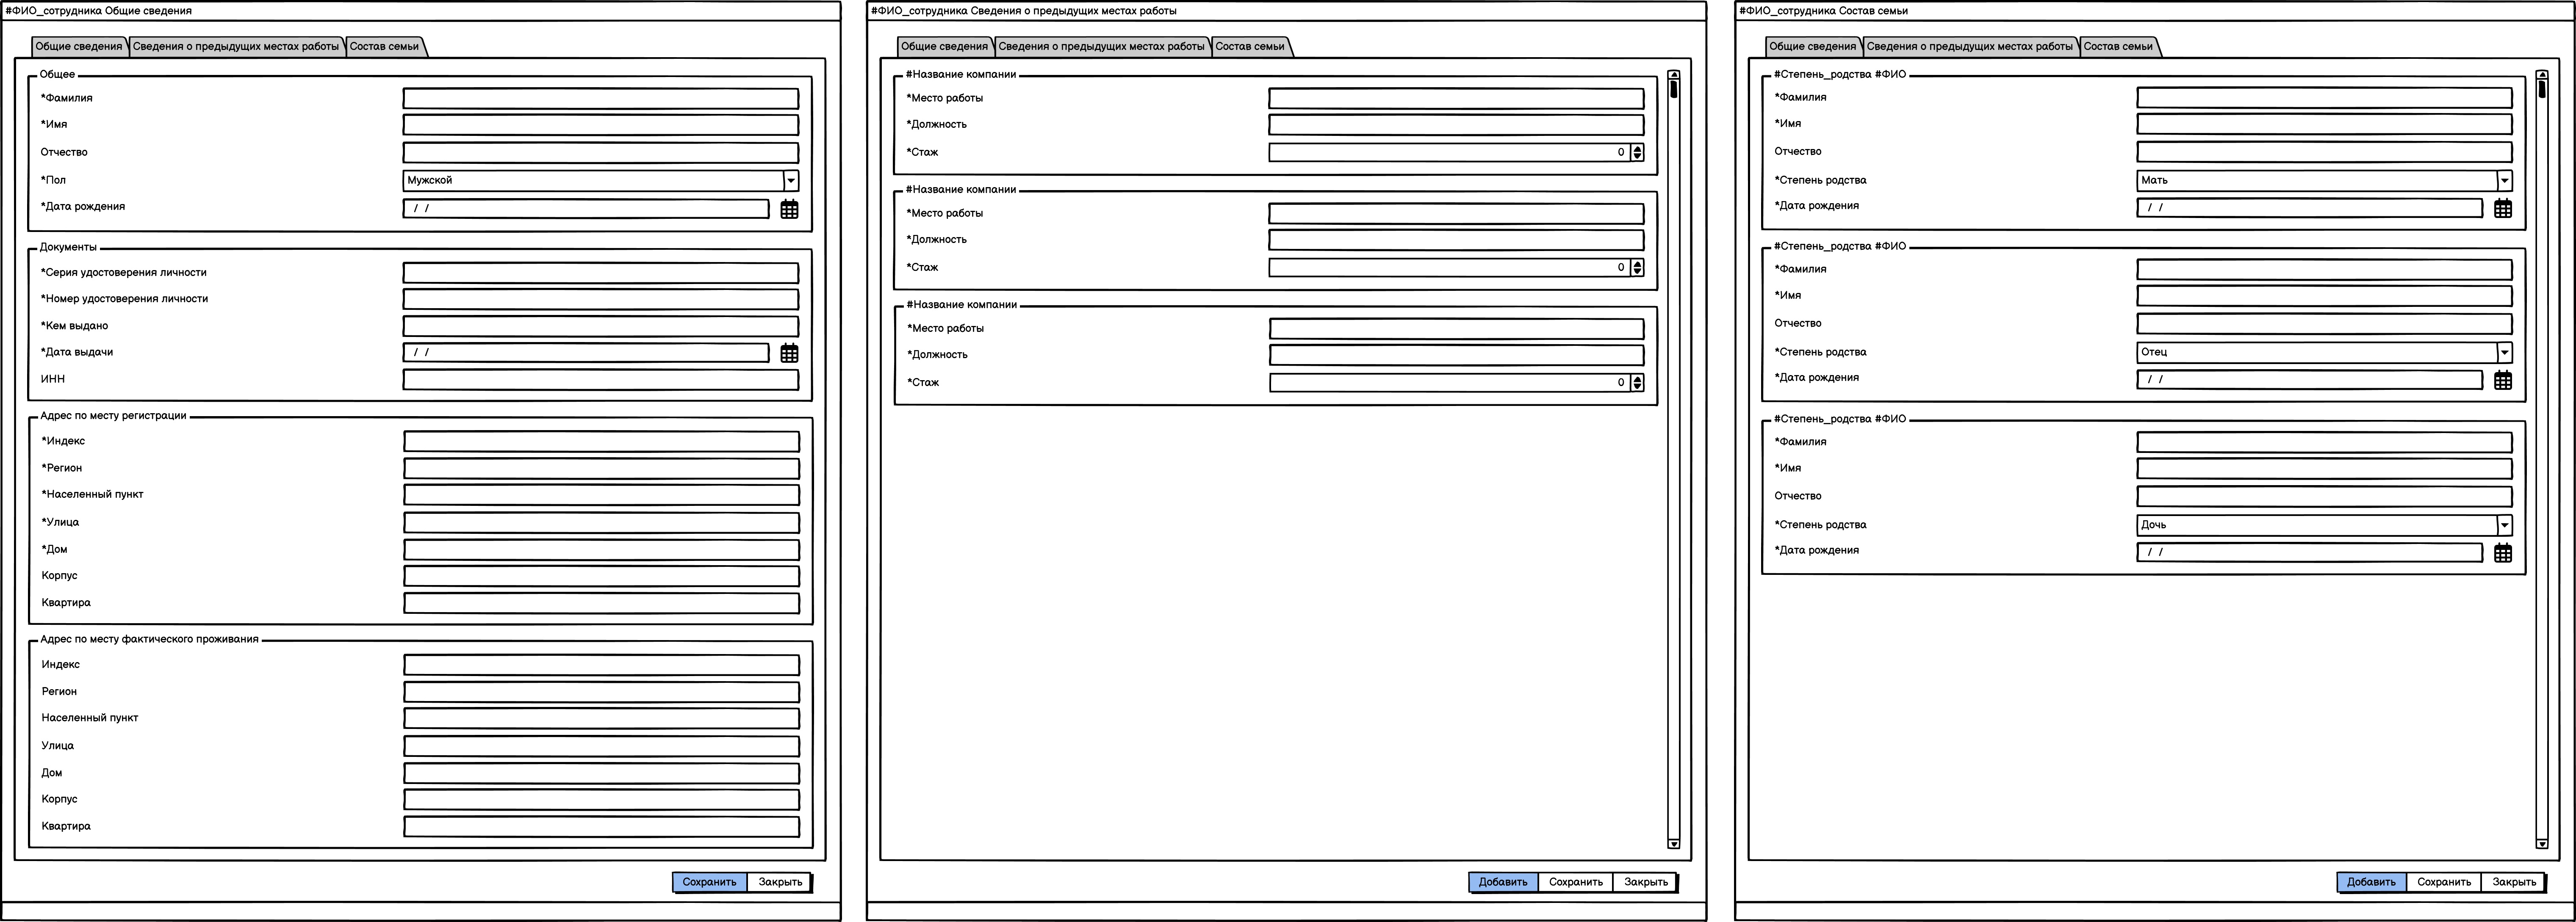 #ФИО_сотрудника Общие сведения
Общие сведения Сведения о предыдущих местах работы Состав семьи
Общее
*Фамилия
*Имя
Отчество
*Пол Мужской
*Дата рождения / /
Документы
*Серия удостоверения личности
*Номер удостоверения личности
*Кем выдано
*Дата выдачи / /
ИНН
Адрес по месту регистрации
*Индекс
*Регион
*Населенный пункт
*Улица
*Дом
Корпус
Квартира
Адрес по месту фактического проживания
Индекс
Регион
Населенный пункт
Улица
Дом
Корпус
Квартира
Сохранить Закрыть
#ФИО_сотрудника Сведения о предыдущих местах работы
Общие сведения Сведения о предыдущих местах работы Состав семьи
#Название компании
*Место работы
*Должность
*Стаж 0
#Название компании
*Место работы
*Должность
*Стаж 0
#Название компании
*Место работы
*Должность
*Стаж 0
Добавить Сохранить Закрыть
#ФИО_сотрудника Состав семьи
Общие сведения Сведения о предыдущих местах работы Состав семьи
#Степень_родства #ФИО
*Фамилия
*Имя
Отчество
*Степень родства Мать
*Дата рождения / /
#Степень_родства #ФИО
*Фамилия
*Имя
Отчество
*Степень родства Отец
*Дата рождения / /
#Степень_родства #ФИО
*Фамилия
*Имя
Отчество
*Степень родства Дочь
*Дата рождения / /
Добавить Сохранить Закрыть